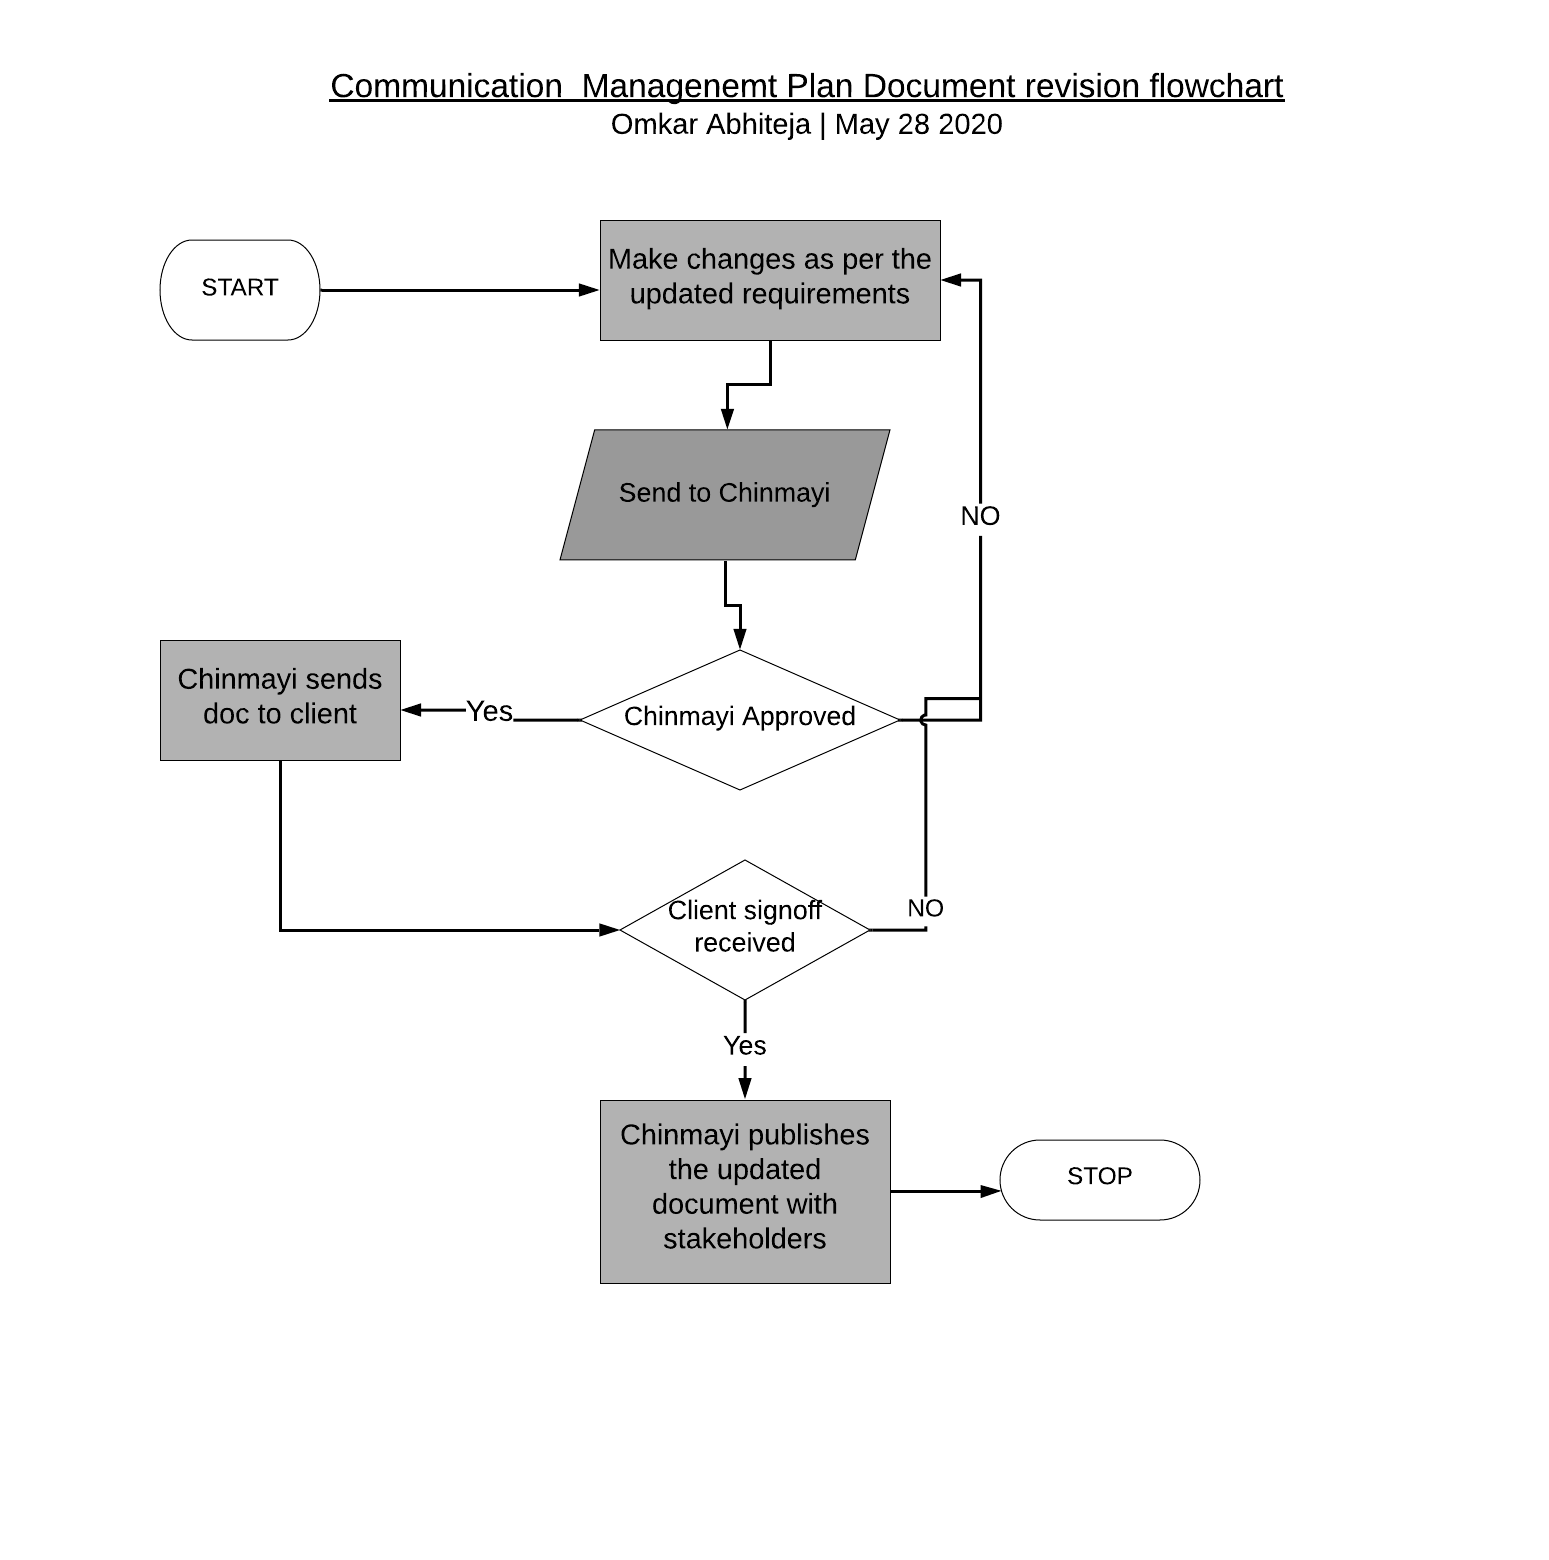 Communication  Managenemt Plan Document revision flowchart
Omkar Abhiteja | May 28 2020
START
Make changes as per the
updated requirements
Send to Chinmayi
NO
Chinmayi sends
doc to client
Yes
Chinmayi Approved
Client signoff
received
NO
Yes
Chinmayi publishes
the updated
document with
stakeholders
STOP